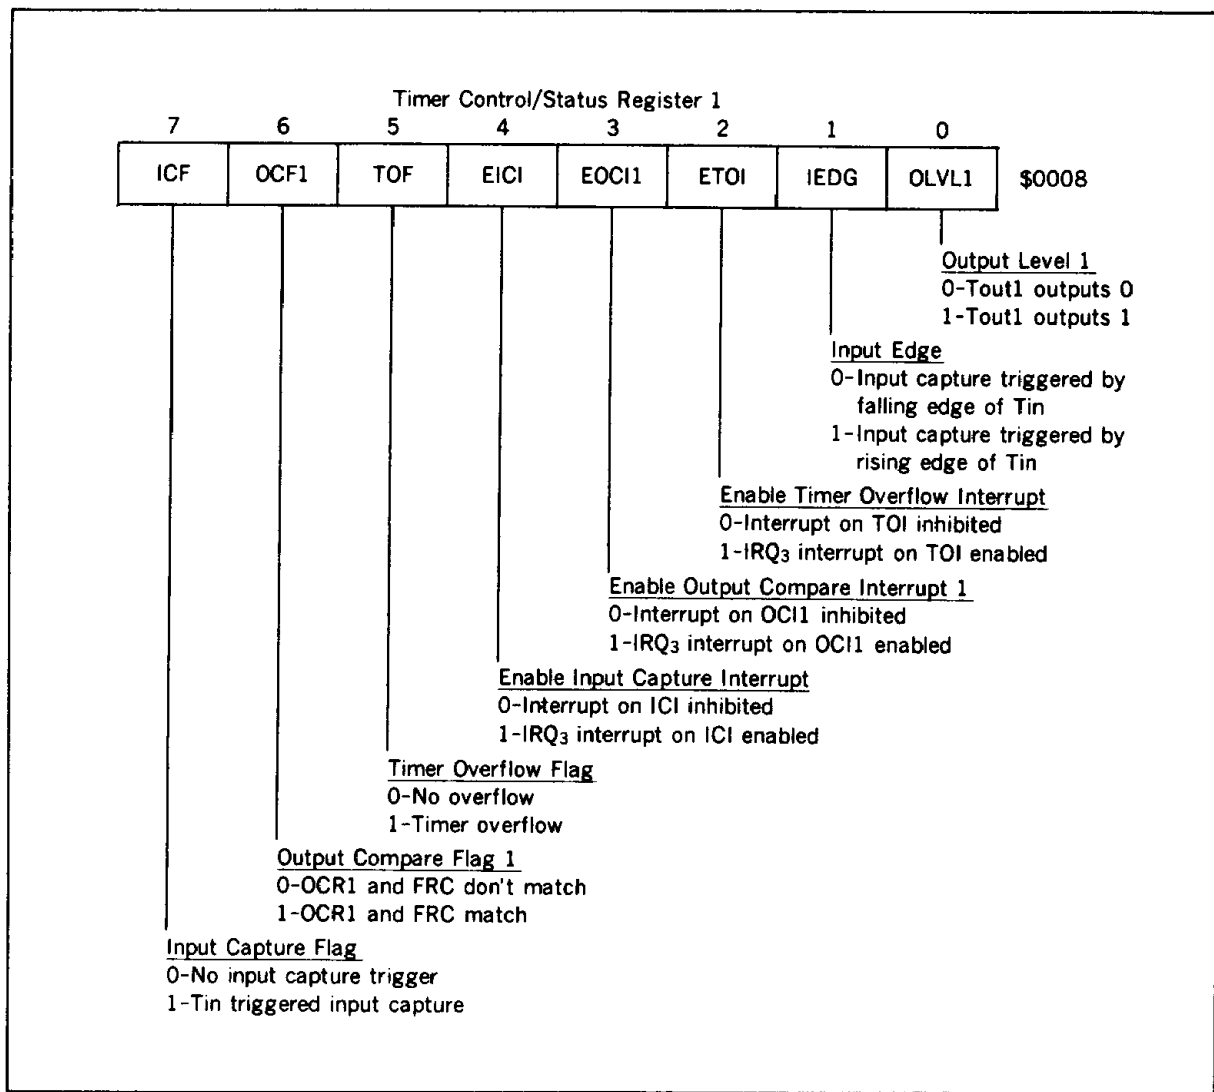 Timer Control/Status Register 1
7 6 5 4 3 2 1 0
ICF OCF1 TOF EICI EOCI1 ETOI IEDG OLVL1 $0008
Output Level 1
0-Tout1 outputs 0
1-Tout1 outputs 1
Input Edge
0-Input capture triggered by
falling edge of Tin
1-Input capture triggered by
rising edge of Tin
Enable Timer Overflow Interrupt
0-Interrupt on TOI inhibited
1-IRQ₃ interrupt on TOI enabled
Enable Output Compare Interrupt 1
0-Interrupt on OCI1 inhibited
1-IRQ₃ interrupt on OCI1 enabled
Enable Input Capture Interrupt
0-Interrupt on ICI inhibited
1-IRQ₃ interrupt on ICI enabled
Timer Overflow Flag
0-No overflow
1-Timer overflow
Output Compare Flag 1
0-OCR1 and FRC don't match
1-OCR1 and FRC match
Input Capture Flag
0-No input capture trigger
1-Tin triggered input capture